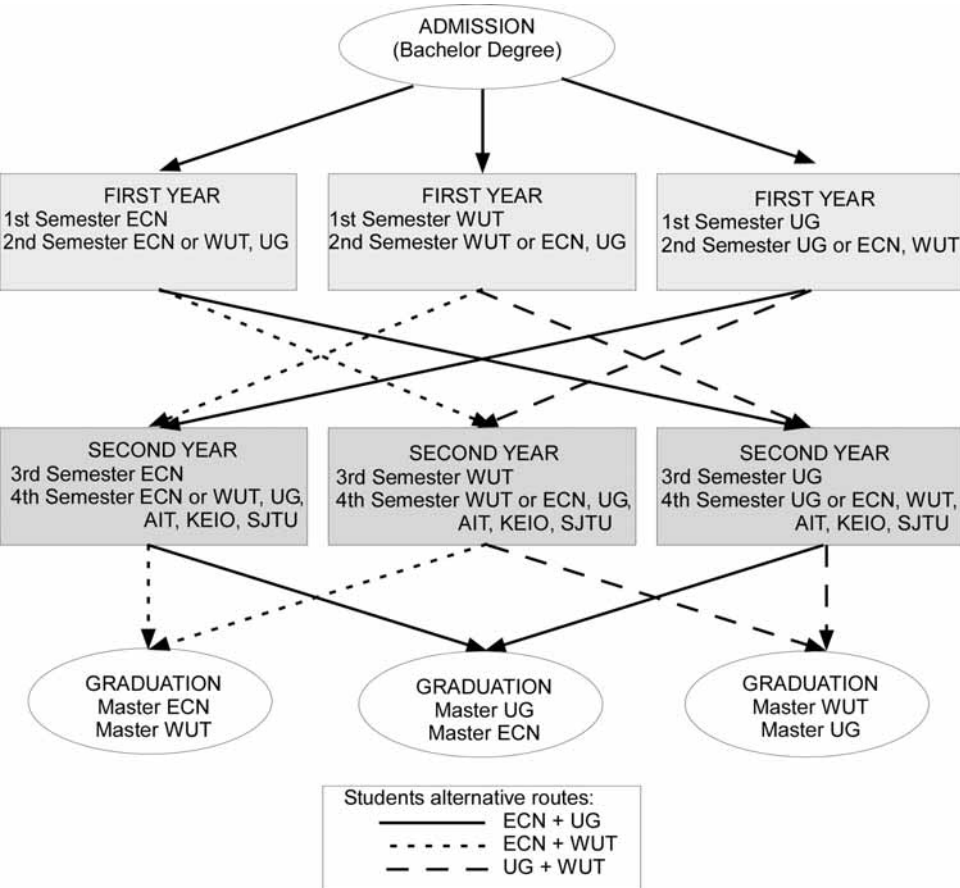 ADMISSION
(Bachelor Degree)
FIRST YEAR
1st Semester ECN
2nd Semester ECN or WUT, UG
FIRST YEAR
1st Semester WUT
2nd Semester WUT or ECN, UG
FIRST YEAR
1st Semester UG
2nd Semester UG or ECN, WUT
SECOND YEAR
3rd Semester ECN
4th Semester ECN or WUT, UG,
AIT, KEIO, SJTU
SECOND YEAR
3rd Semester WUT
4th Semester WUT or ECN, UG,
AIT, KEIO, SJTU
SECOND YEAR
3rd Semester UG
4th Semester UG or ECN, WUT,
AIT, KEIO, SJTU
GRADUATION
Master ECN
Master WUT
GRADUATION
Master UG
Master ECN
GRADUATION
Master WUT
Master UG
Students alternative routes:
ECN + UG
ECN + WUT
UG + WUT